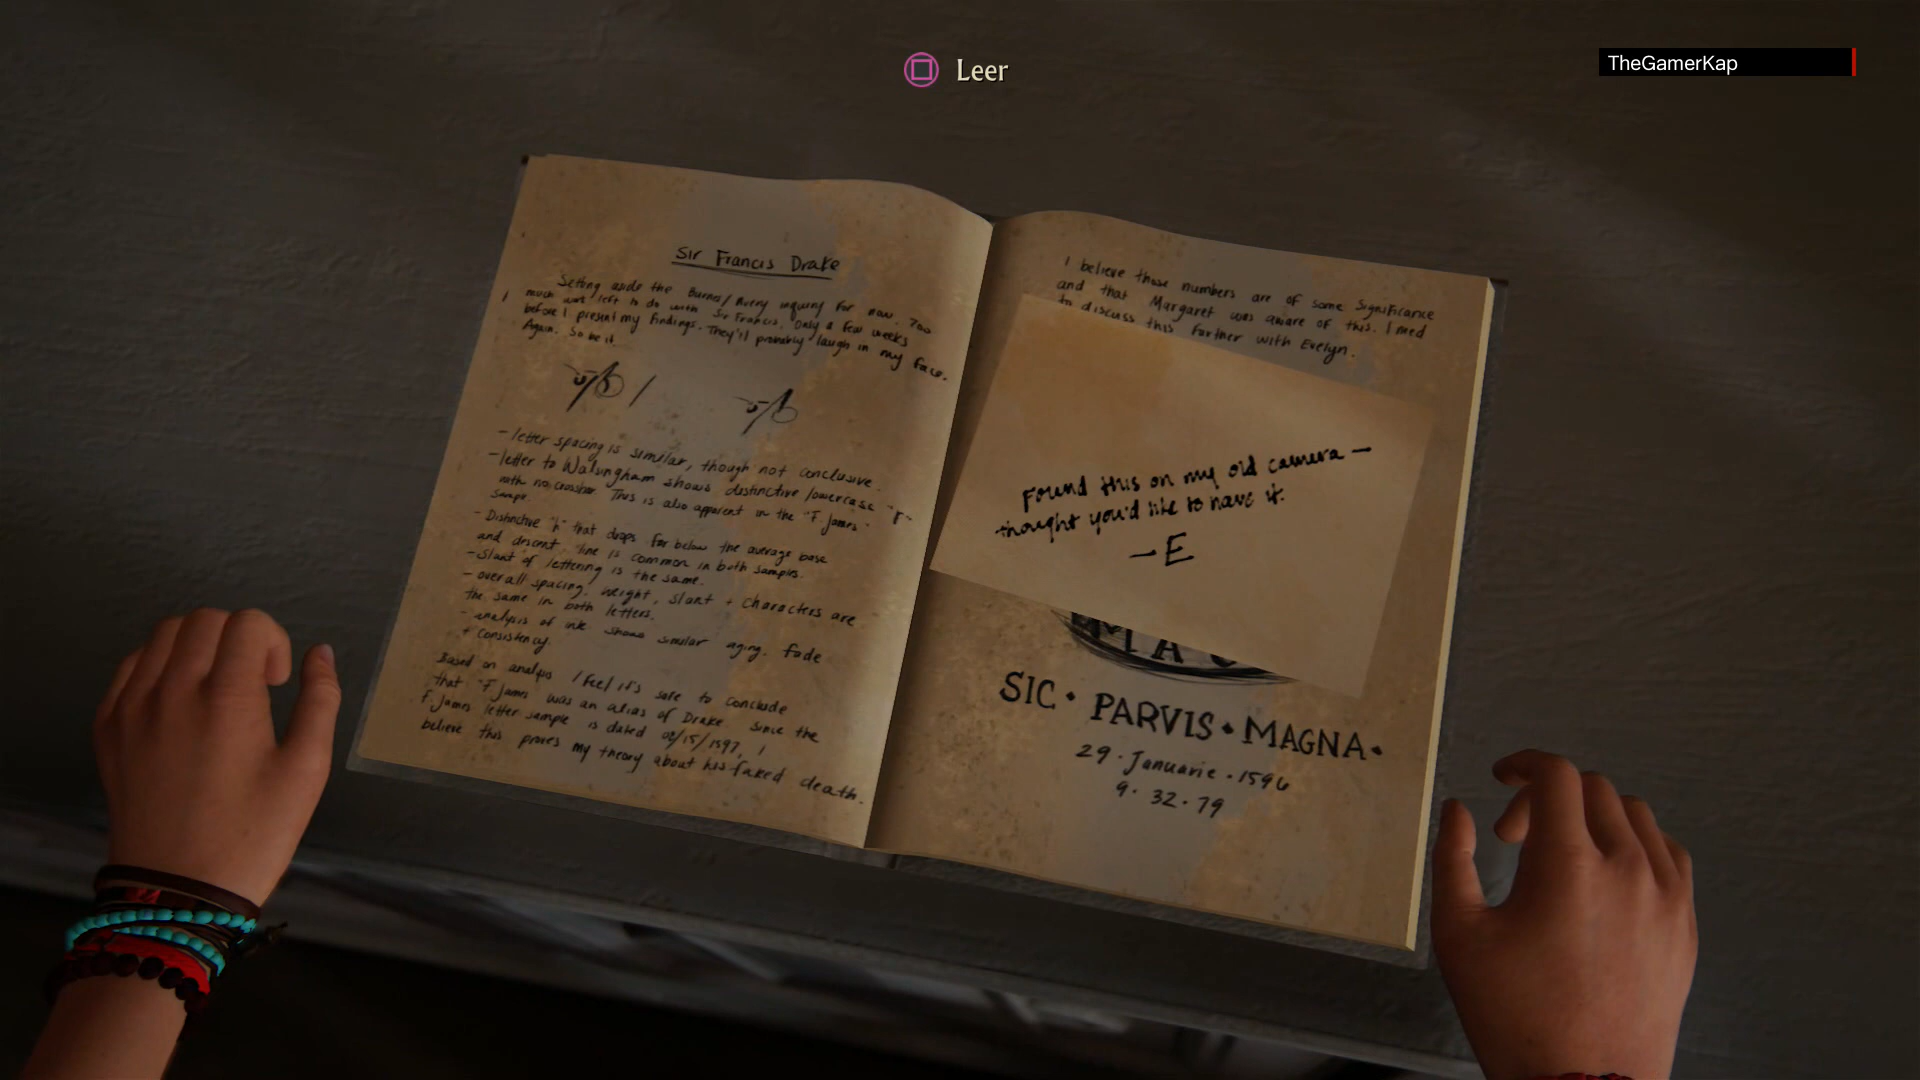 Leer
TheGamerKap
Sir Francis Drake
Setting aside the Burnes/Avery inquiry for now. Too
much work left to do with Sir Francis. Only a few weeks
before I present my findings. They'll probably laugh in my face.
Again. So be it.
- letter spacing is similar, though not conclusive.
- letter to Walsingham shows distinctive lowercase "F"
with no crossbar. This is also apparent in the "F. James"
sample.
- Distinctive "h" that drops far below the average base
and descent line is common in both samples.
- Slant of lettering is the same.
- overall spacing, weight, slant + characters are
the same in both letters.
- analysis of ink shows similar aging, fade
+ consistency.
Based on analysis I feel it's safe to conclude
that "F. James" was an alias of Drake. Since the
F. James letter sample is dated 02/15/1597, I
believe this proves my theory about his faked death.
I believe those numbers are of some significance
and that Margaret was aware of this. I need
to discuss this further with Evelyn.
Found this on my old camera —
thought you'd like to have it.
— E
SIC • PARVIS • MAGNA •
29 • Januarie • 1596
9 • 32 • 79